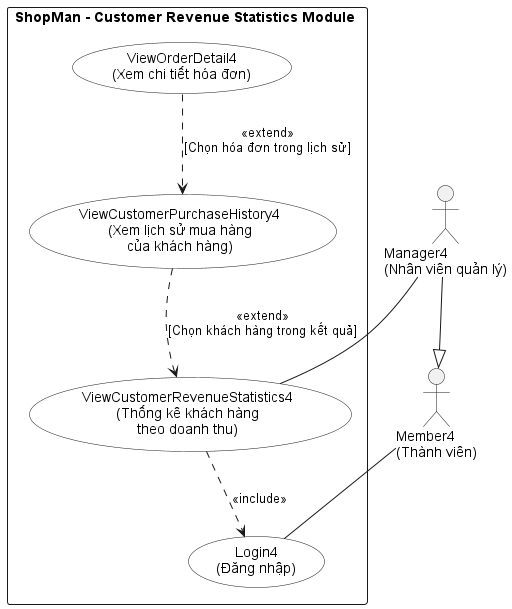 ShopMan - Customer Revenue Statistics Module
ViewOrderDetail4
(Xem chi tiết hóa đơn)
«extend»
[Chọn hóa đơn trong lịch sử]
ViewCustomerPurchaseHistory4
(Xem lịch sử mua hàng
của khách hàng)
Manager4
(Nhân viên quản lý)
«extend»
[Chọn khách hàng trong kết quả]
ViewCustomerRevenueStatistics4
(Thống kê khách hàng
theo doanh thu)
Member4
(Thành viên)
«include»
Login4
(Đăng nhập)